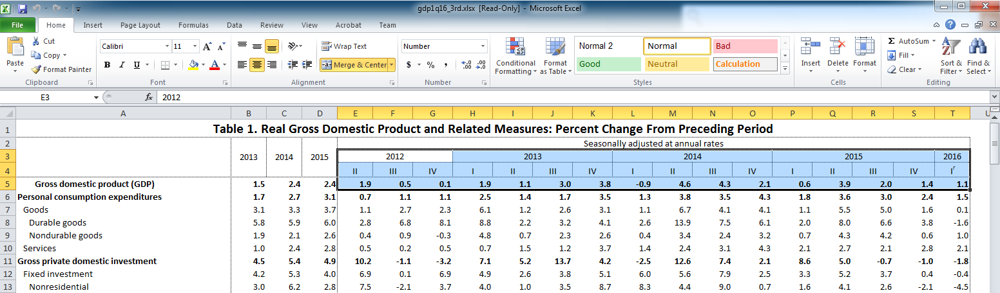 gdp1q16_3rd.xlsx [Read-Only] - Microsoft Excel
File Home Insert Page Layout Formulas Data Review View Acrobat Team
Paste Cut Copy Format Painter
Calibri 11 A A Wrap Text Number
B I U A Merge & Center $ % , .00 .0
Conditional Formatting Format as Table
Normal 2 Normal Bad
Good Neutral Calculation
Insert Delete Format
Σ AutoSum Fill Clear Sort & Filter Find & Select
Clipboard Font Alignment Number Styles Cells Editing
E3 fx 2012
A B C D E F G H I J K L M N O P Q R S T U
1 Table 1. Real Gross Domestic Product and Related Measures: Percent Change From Preceding Period
2 Seasonally adjusted at annual rates
3 2013 2014 2015 2012 2013 2014 2015 2016
4 II III IV I II III IV I II III IV I II III IV Iʳ
5 Gross domestic product (GDP) 1.5 2.4 2.4 1.9 0.5 0.1 1.9 1.1 3.0 3.8 -0.9 4.6 4.3 2.1 0.6 3.9 2.0 1.4 1.1
6 Personal consumption expenditures 1.7 2.7 3.1 0.7 1.1 1.1 2.5 1.4 1.7 3.5 1.3 3.8 3.5 4.3 1.8 3.6 3.0 2.4 1.5
7 Goods 3.1 3.3 3.7 1.1 2.7 2.3 6.1 1.2 2.6 3.1 1.1 6.7 4.1 4.1 1.1 5.5 5.0 1.6 0.1
8 Durable goods 5.8 5.9 6.0 2.8 6.8 8.1 8.8 2.2 3.2 4.1 2.6 13.9 7.5 6.1 2.0 8.0 6.6 3.8 -1.6
9 Nondurable goods 1.9 2.1 2.6 0.4 0.9 -0.3 4.8 0.7 2.3 2.6 0.4 3.4 2.4 3.2 0.7 4.3 4.2 0.6 1.0
10 Services 1.0 2.4 2.8 0.5 0.2 0.5 0.7 1.5 1.2 3.7 1.4 2.4 3.1 4.3 2.1 2.7 2.1 2.8 2.1
11 Gross private domestic investment 4.5 5.4 4.9 10.2 -1.1 -3.2 7.1 5.2 13.7 4.2 -2.5 12.6 7.4 2.1 8.6 5.0 -0.7 -1.0 -1.8
12 Fixed investment 4.2 5.3 4.0 6.9 0.1 6.9 4.9 2.6 3.8 5.1 6.0 5.6 7.9 2.5 3.3 5.2 3.7 0.4 -0.4
13 Nonresidential 3.0 6.2 2.8 7.5 -2.1 3.7 4.0 1.0 3.5 8.7 8.3 4.4 9.0 0.7 1.6 4.1 2.6 -2.1 -4.5